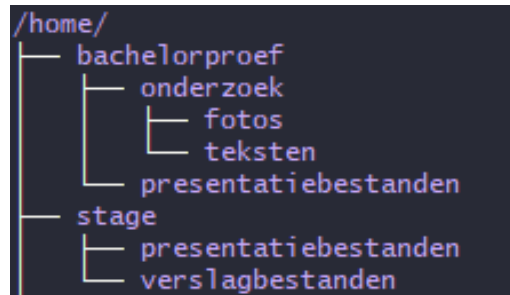 /home/
├── bachelorproef
│   ├── onderzoek
│   │   ├── fotos
│   │   └── teksten
│   └── presentatiebestanden
├── stage
│   ├── presentatiebestanden
│   └── verslagbestanden